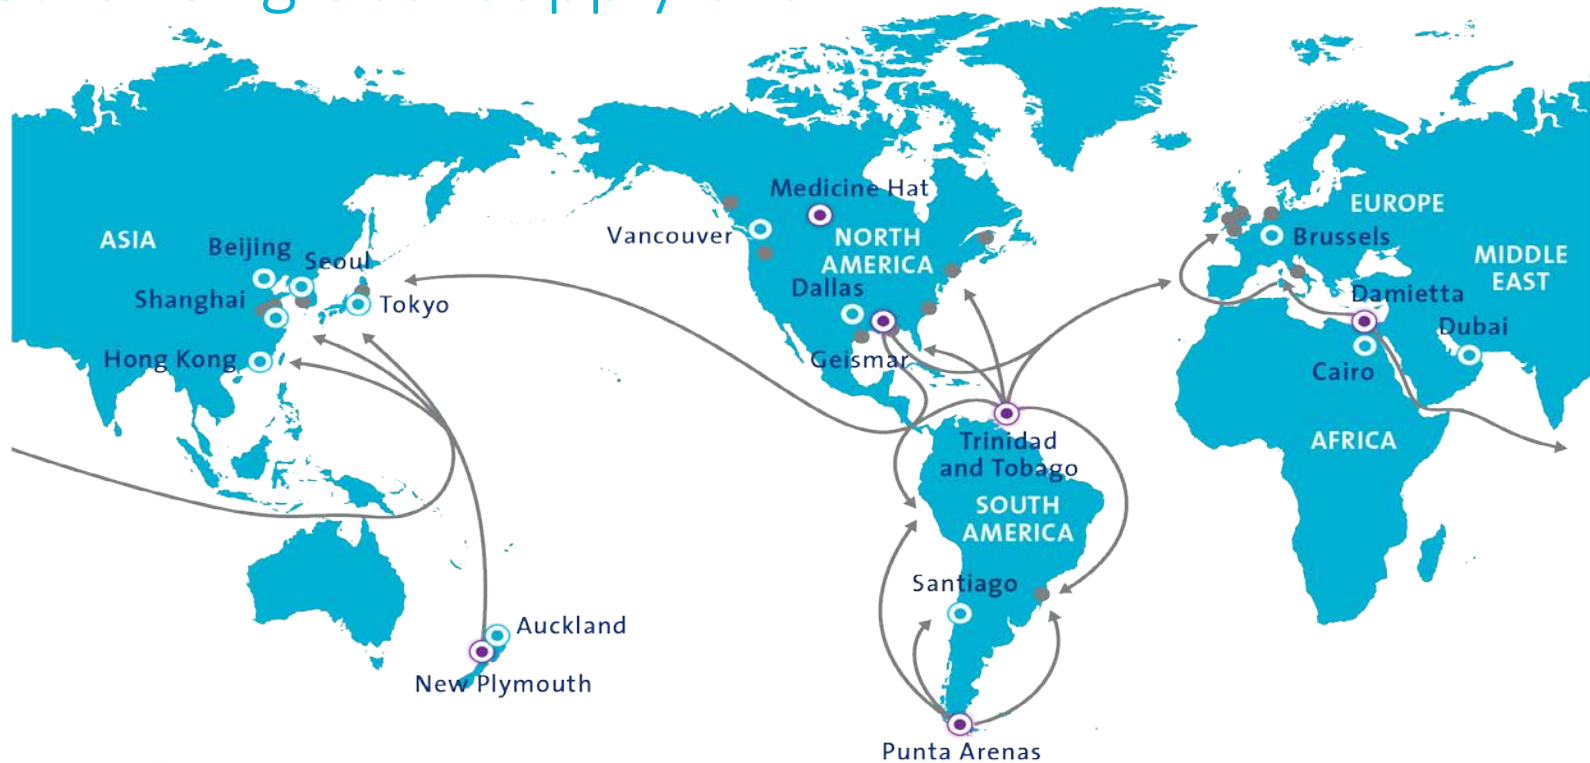 Medicine Hat
EUROPE
Vancouver
NORTH
AMERICA
Brussels
ASIA
Beijing
Seoul
MIDDLE
EAST
Dallas
Damietta
Shanghai
Tokyo
Dubai
Hong Kong
Geismar
Cairo
Trinidad
and Tobago
AFRICA
SOUTH
AMERICA
Santiago
Auckland
New Plymouth
Punta Arenas